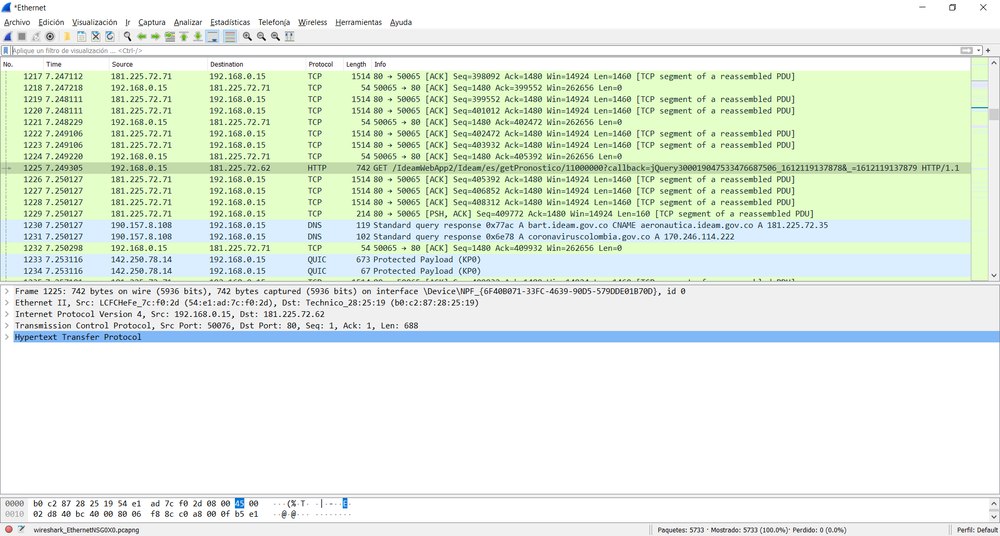 *Ethernet
Archivo Edición Visualización Ir Captura Analizar Estadísticas Telefonía Wireless Herramientas Ayuda
Aplique un filtro de visualización ... <Ctrl-/>
No. Time Source Destination Protocol Length Info
1217 7.247112 181.225.72.71 192.168.0.15 TCP 1514 80 → 50065 [ACK] Seq=398092 Ack=1480 Win=14924 Len=1460 [TCP segment of a reassembled PDU]
1218 7.247218 192.168.0.15 181.225.72.71 TCP 54 50065 → 80 [ACK] Seq=1480 Ack=399552 Win=262656 Len=0
1219 7.248111 181.225.72.71 192.168.0.15 TCP 1514 80 → 50065 [ACK] Seq=399552 Ack=1480 Win=14924 Len=1460 [TCP segment of a reassembled PDU]
1220 7.248111 181.225.72.71 192.168.0.15 TCP 1514 80 → 50065 [ACK] Seq=401012 Ack=1480 Win=14924 Len=1460 [TCP segment of a reassembled PDU]
1221 7.248229 192.168.0.15 181.225.72.71 TCP 54 50065 → 80 [ACK] Seq=1480 Ack=402472 Win=262656 Len=0
1222 7.249106 181.225.72.71 192.168.0.15 TCP 1514 80 → 50065 [ACK] Seq=402472 Ack=1480 Win=14924 Len=1460 [TCP segment of a reassembled PDU]
1223 7.249106 181.225.72.71 192.168.0.15 TCP 1514 80 → 50065 [ACK] Seq=403932 Ack=1480 Win=14924 Len=1460 [TCP segment of a reassembled PDU]
1224 7.249220 192.168.0.15 181.225.72.71 TCP 54 50065 → 80 [ACK] Seq=1480 Ack=405392 Win=262656 Len=0
1225 7.249305 192.168.0.15 181.225.72.62 HTTP 742 GET /IdeamWebApp2/Ideam/es/getPronostico/11000000?callback=jQuery300019047533476687506_1612119137878&_=1612119137879 HTTP/1.1
1226 7.250127 181.225.72.71 192.168.0.15 TCP 1514 80 → 50065 [ACK] Seq=405392 Ack=1480 Win=14924 Len=1460 [TCP segment of a reassembled PDU]
1227 7.250127 181.225.72.71 192.168.0.15 TCP 1514 80 → 50065 [ACK] Seq=406852 Ack=1480 Win=14924 Len=1460 [TCP segment of a reassembled PDU]
1228 7.250127 181.225.72.71 192.168.0.15 TCP 1514 80 → 50065 [ACK] Seq=408312 Ack=1480 Win=14924 Len=1460 [TCP segment of a reassembled PDU]
1229 7.250127 181.225.72.71 192.168.0.15 TCP 214 80 → 50065 [PSH, ACK] Seq=409772 Ack=1480 Win=14924 Len=160 [TCP segment of a reassembled PDU]
1230 7.250127 190.157.8.108 192.168.0.15 DNS 119 Standard query response 0x77ac A bart.ideam.gov.co CNAME aeronautica.ideam.gov.co A 181.225.72.35
1231 7.250127 190.157.8.108 192.168.0.15 DNS 102 Standard query response 0x6e78 A coronaviruscolombia.gov.co A 170.246.114.222
1232 7.250298 192.168.0.15 181.225.72.71 TCP 54 50065 → 80 [ACK] Seq=1480 Ack=409932 Win=262656 Len=0
1233 7.253116 142.250.78.14 192.168.0.15 QUIC 673 Protected Payload (KP0)
1234 7.253116 142.250.78.14 192.168.0.15 QUIC 67 Protected Payload (KP0)
Frame 1225: 742 bytes on wire (5936 bits), 742 bytes captured (5936 bits) on interface \Device\NPF_{6F40B071-33FC-4639-90D5-579DDE01B70D}, id 0
Ethernet II, Src: LCFCHeFe_7c:f0:2d (54:e1:ad:7c:f0:2d), Dst: Technico_28:25:19 (b0:c2:87:28:25:19)
Internet Protocol Version 4, Src: 192.168.0.15, Dst: 181.225.72.62
Transmission Control Protocol, Src Port: 50076, Dst Port: 80, Seq: 1, Ack: 1, Len: 688
Hypertext Transfer Protocol
0000 b0 c2 87 28 25 19 54 e1 ad 7c f0 2d 08 00 45 00 ···(%·T· ·|·-··E·
0010 02 d8 40 bc 40 00 80 06 f8 8c c0 a8 00 0f b5 e1 ··@·@··· ········
wireshark_EthernetNSG0X0.pcapng Paquetes: 5733 · Mostrado: 5733 (100.0%)· Perdido: 0 (0.0%) Perfil: Default